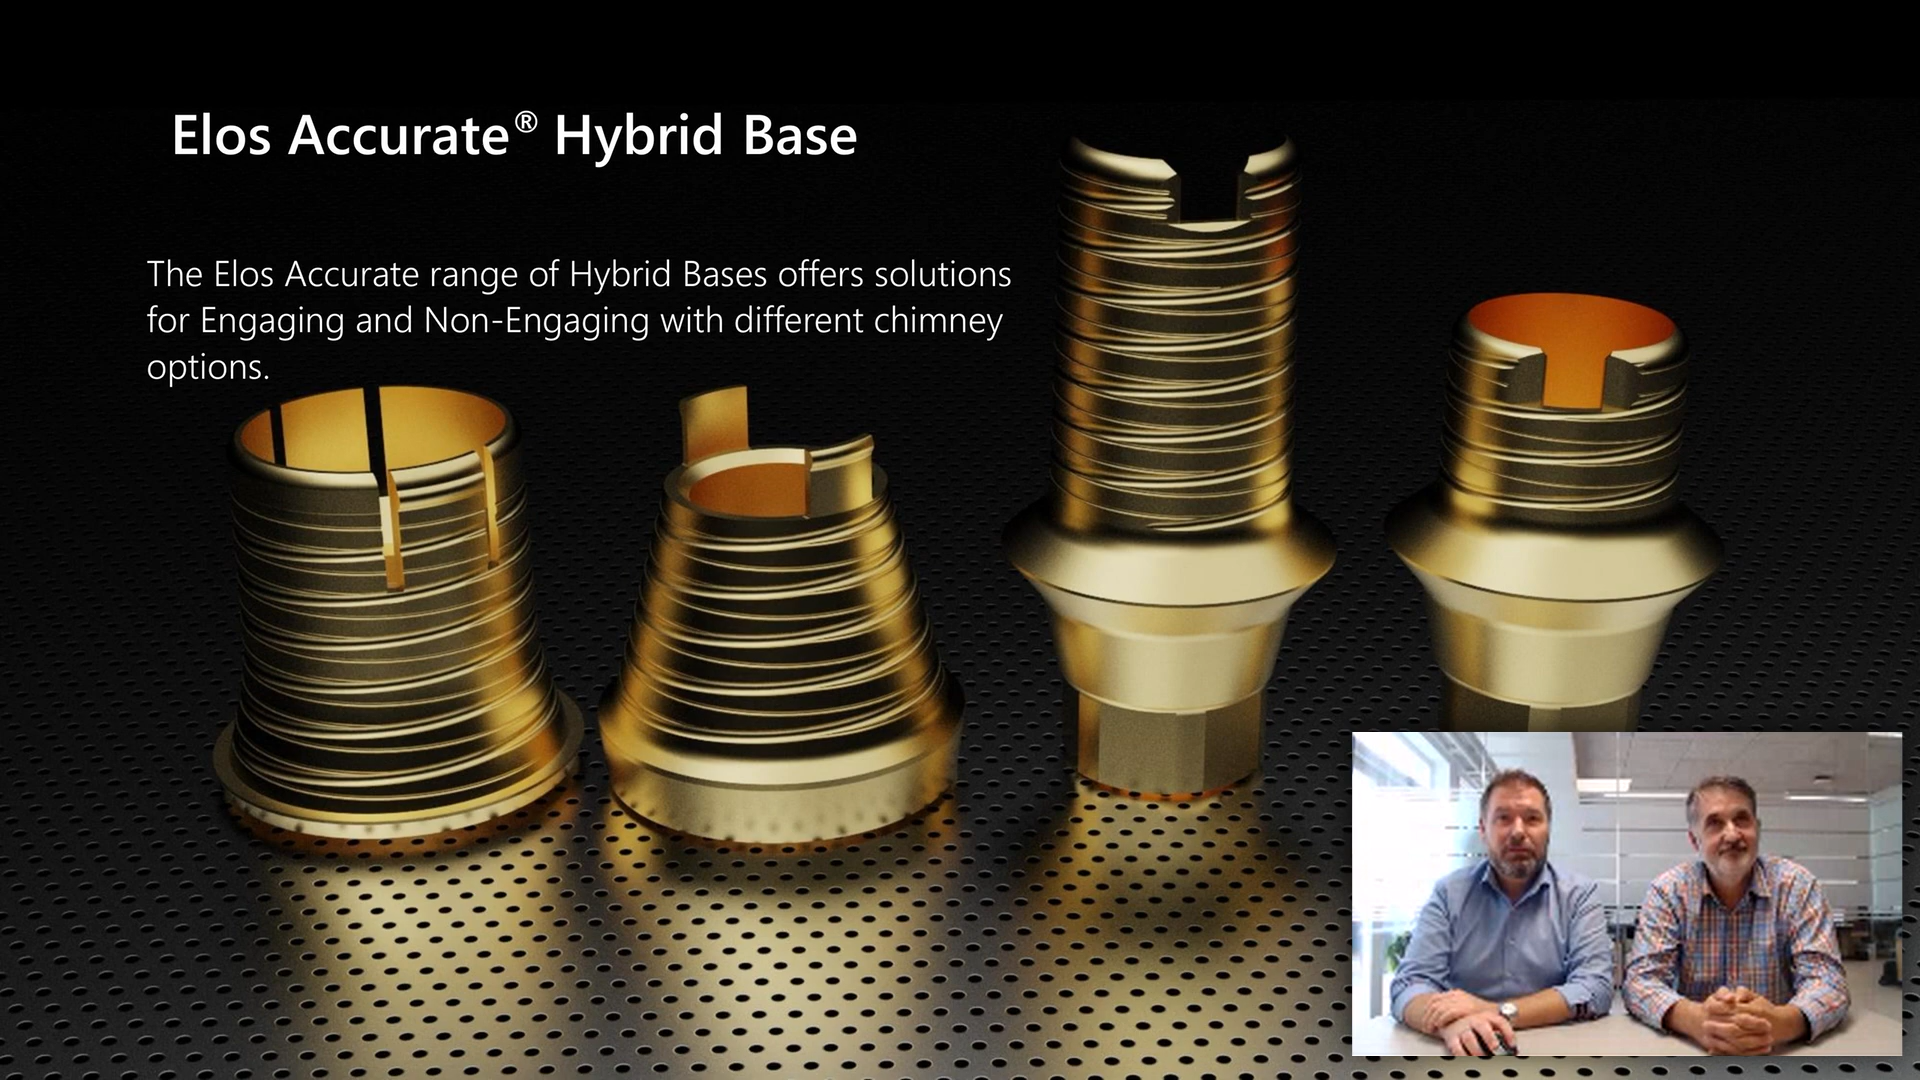 Elos Accurate® Hybrid Base
The Elos Accurate range of Hybrid Bases offers solutions
for Engaging and Non-Engaging with different chimney
options.